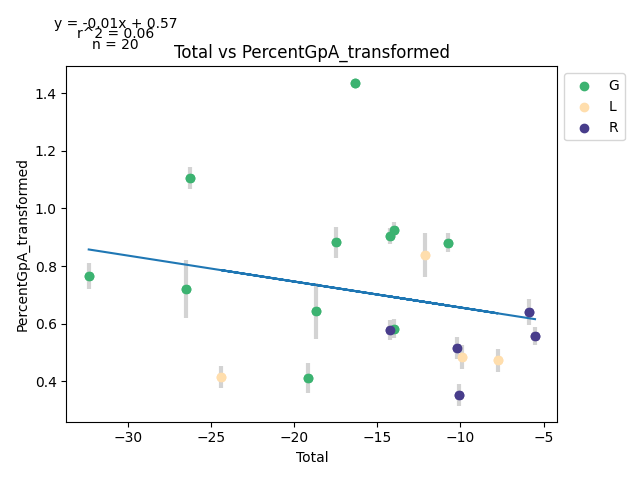 y = -0.01x + 0.57
r^2 = 0.06
n = 20
Total vs PercentGpA_transformed
G
L
R
PercentGpA_transformed
1.4
1.2
1.0
0.8
0.6
0.4
−30
−25
−20
−15
−10
−5
Total